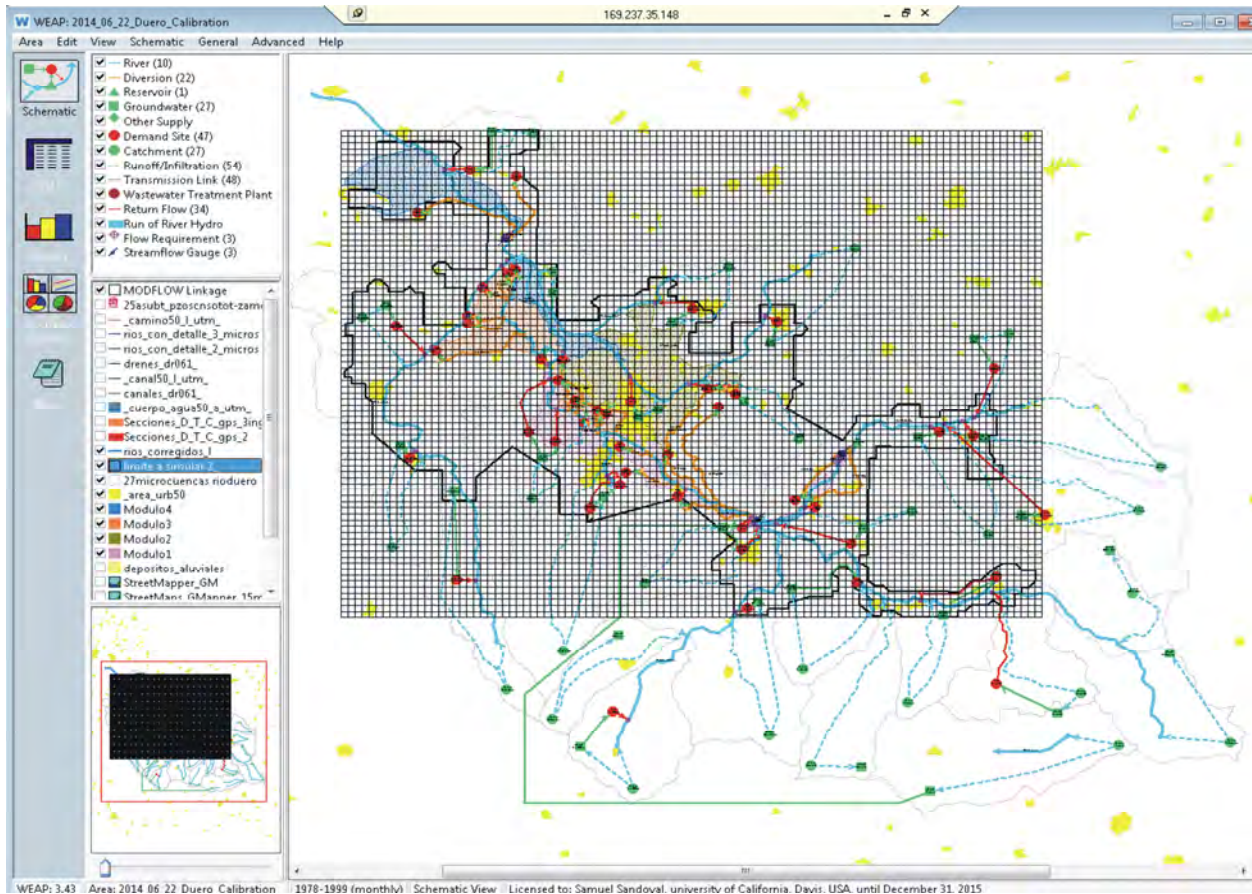 WEAP: 2014_06_22_Duero_Calibration
169.237.35.148
Area Edit View Schematic General Advanced Help
Schematic
River (10)
Diversion (22)
Reservoir (1)
Groundwater (27)
Other Supply
Demand Site (47)
Catchment (27)
Runoff/Infiltration (54)
Transmission Link (48)
Wastewater Treatment Plant
Return Flow (34)
Run of River Hydro
Flow Requirement (3)
Streamflow Gauge (3)
MODFLOW Linkage
25asubt_pzoscnsotot-zamo
_camino50_l_utm_
rios_con_detalle_3_micros
rios_con_detalle_2_micros
drenes_dr061_
_canal50_l_utm_
canales_dr061_
_cuerpo_agua50_a_utm_
Secciones_D_T_C_gps_3ing
Secciones_D_T_C_gps_2
rios_corregidos_l
limite a simular 2_
27microcuencas rioduero
_area_urb50
Modulo4
Modulo3
Modulo2
Modulo1
depositos_aluviales
StreetMapper_GM
StreetMaps_GMapper_15m
WEAP: 3.43 Area: 2014_06_22_Duero_Calibration 1978-1999 (monthly) Schematic View Licensed to: Samuel Sandoval, university of California, Davis, USA, until December 31, 2015